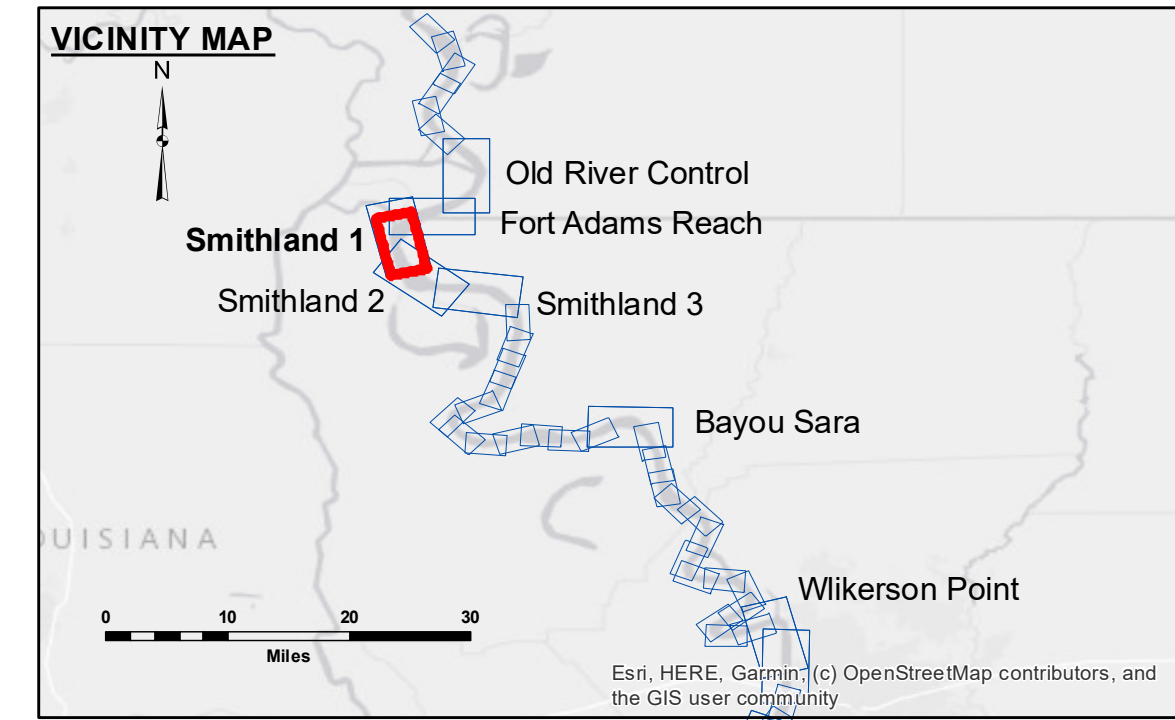 VICINITY MAP
N
Old River Control
Fort Adams Reach
Smithland 1
Smithland 2
Smithland 3
Bayou Sara
OUISIANA
Wlikerson Point
0 10 20 30
Miles
Esri, HERE, Garmin, (c) OpenStreetMap contributors, and
the GIS user community